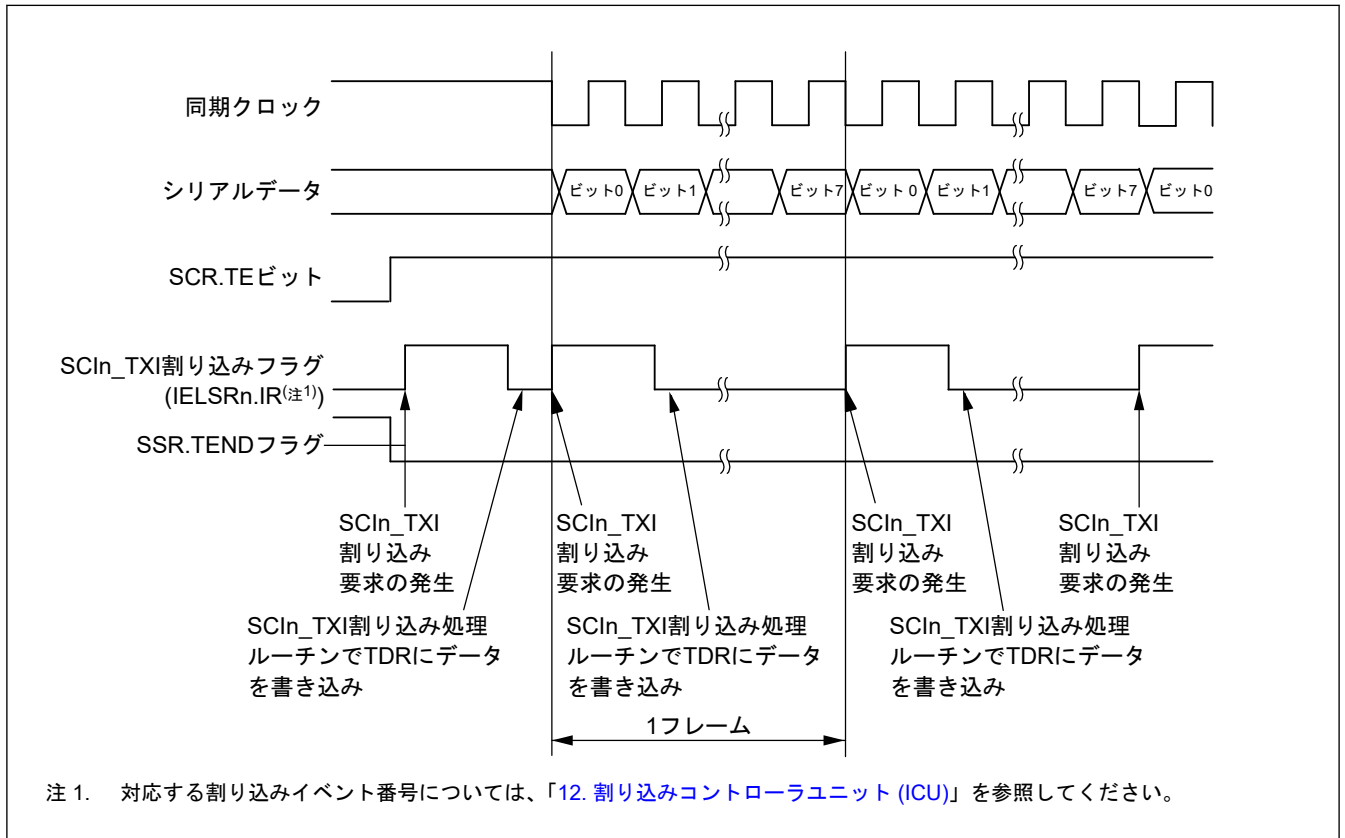 同期クロック
シリアルデータ
ビット0 ビット1 ビット7 ビット 0 ビット1 ビット7 ビット0
SCR.TEビット
SCIn_TXI割り込みフラグ
(IELSRn.IR(注1))
SSR.TENDフラグ
SCIn_TXI
割り込み
要求の発生
SCIn_TXI
割り込み
要求の発生
SCIn_TXI
割り込み
要求の発生
SCIn_TXI
割り込み
要求の発生
SCIn_TXI割り込み処理
ルーチンでTDRにデータ
を書き込み
SCIn_TXI割り込み処理
ルーチンでTDRにデータ
を書き込み
SCIn_TXI割り込み処理
ルーチンでTDRにデータ
を書き込み
1フレーム
注 1. 対応する割り込みイベント番号については、「12. 割り込みコントローラユニット (ICU)」を参照してください。